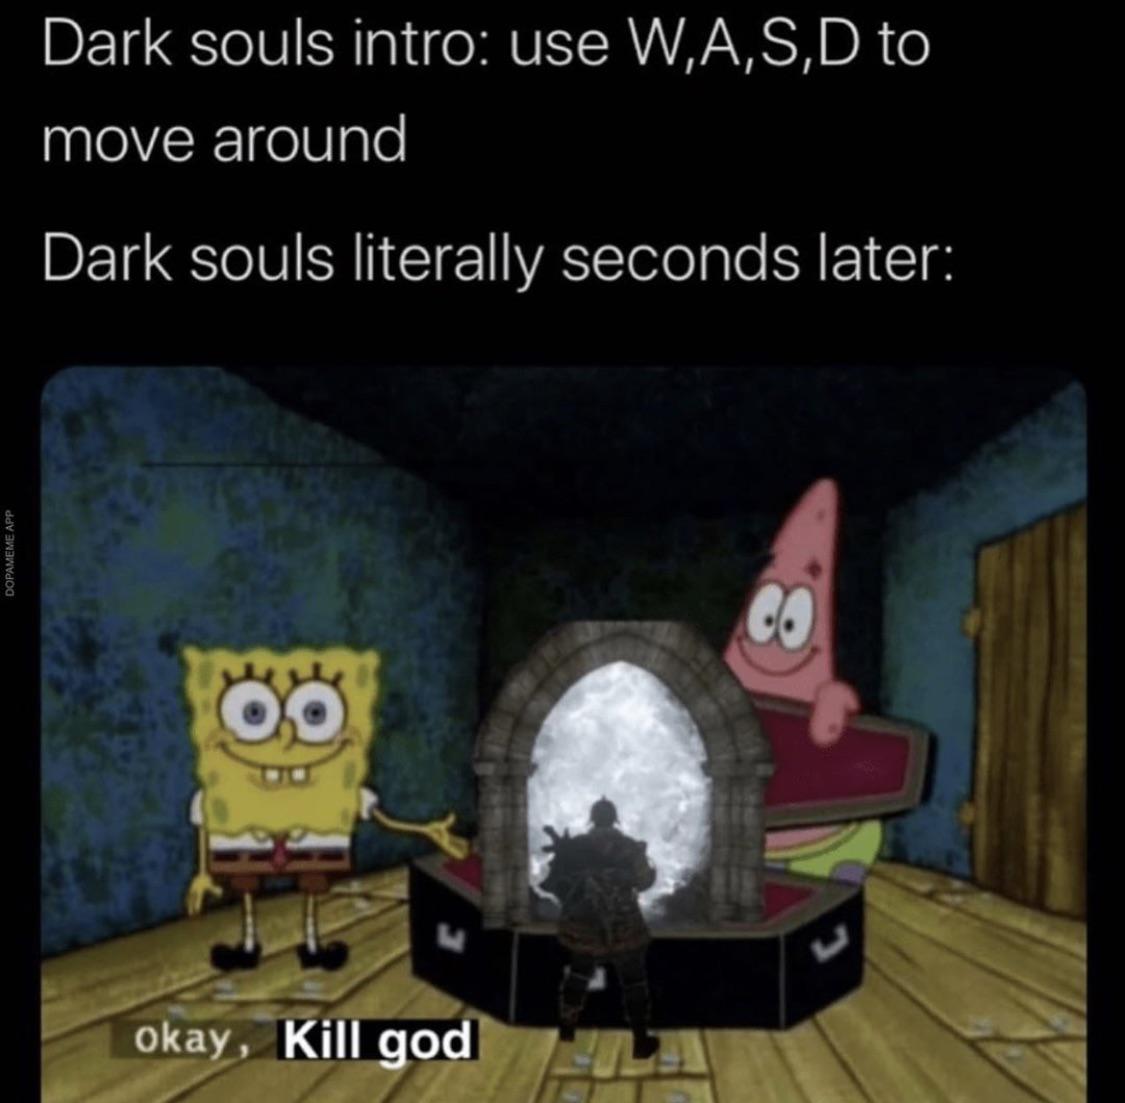 Dark souls intro: use W,A,S,D to
move around
Dark souls literally seconds later:
DOPAMEME APP
okay, Kill god